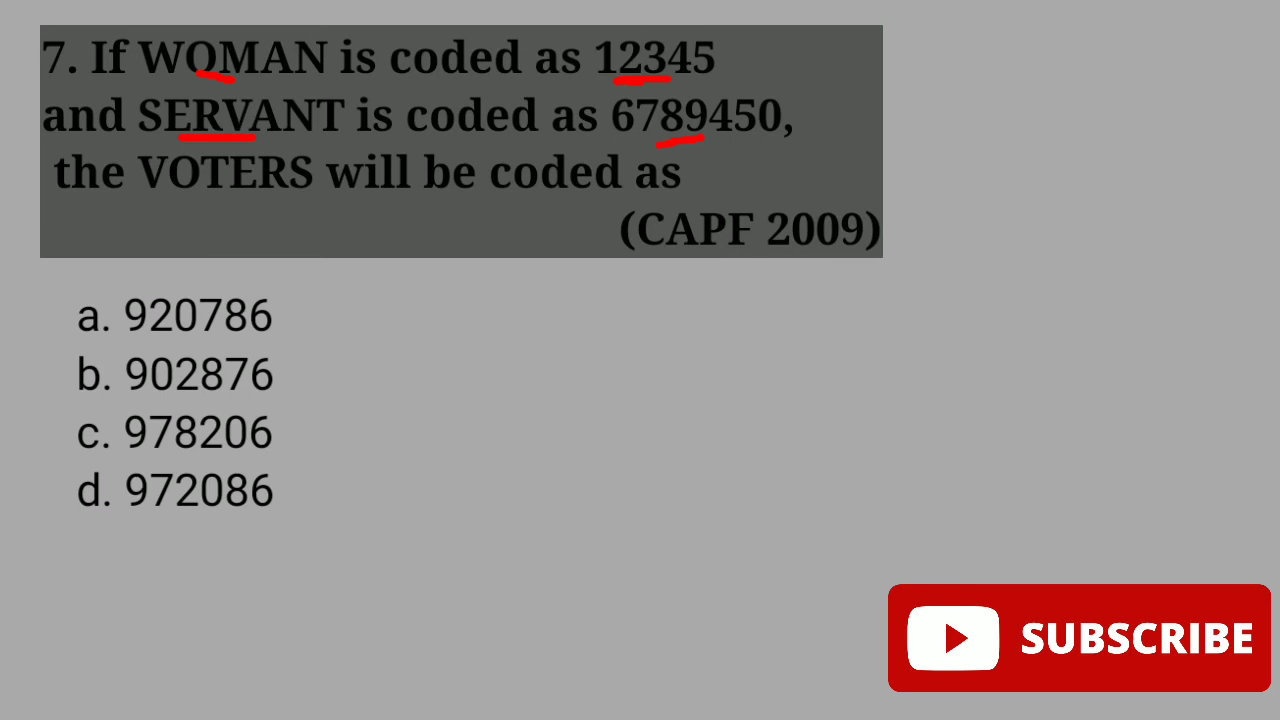 7. If WOMAN is coded as 12345
and SERVANT is coded as 6789450,
the VOTERS will be coded as
(CAPF 2009)
a. 920786
b. 902876
c. 978206
d. 972086
SUBSCRIBE